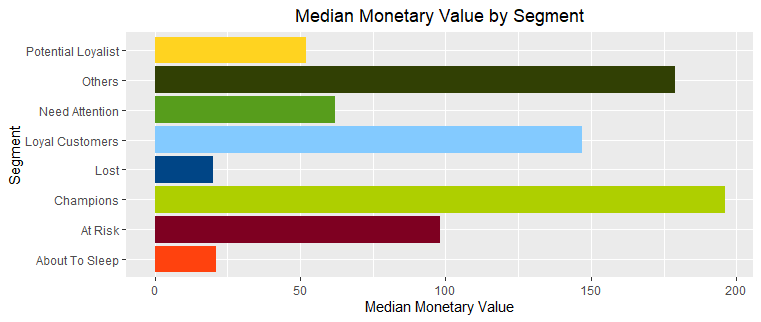 Median Monetary Value by Segment
Segment
Potential Loyalist
Others
Need Attention
Loyal Customers
Lost
Champions
At Risk
About To Sleep
0 50 100 150 200
Median Monetary Value